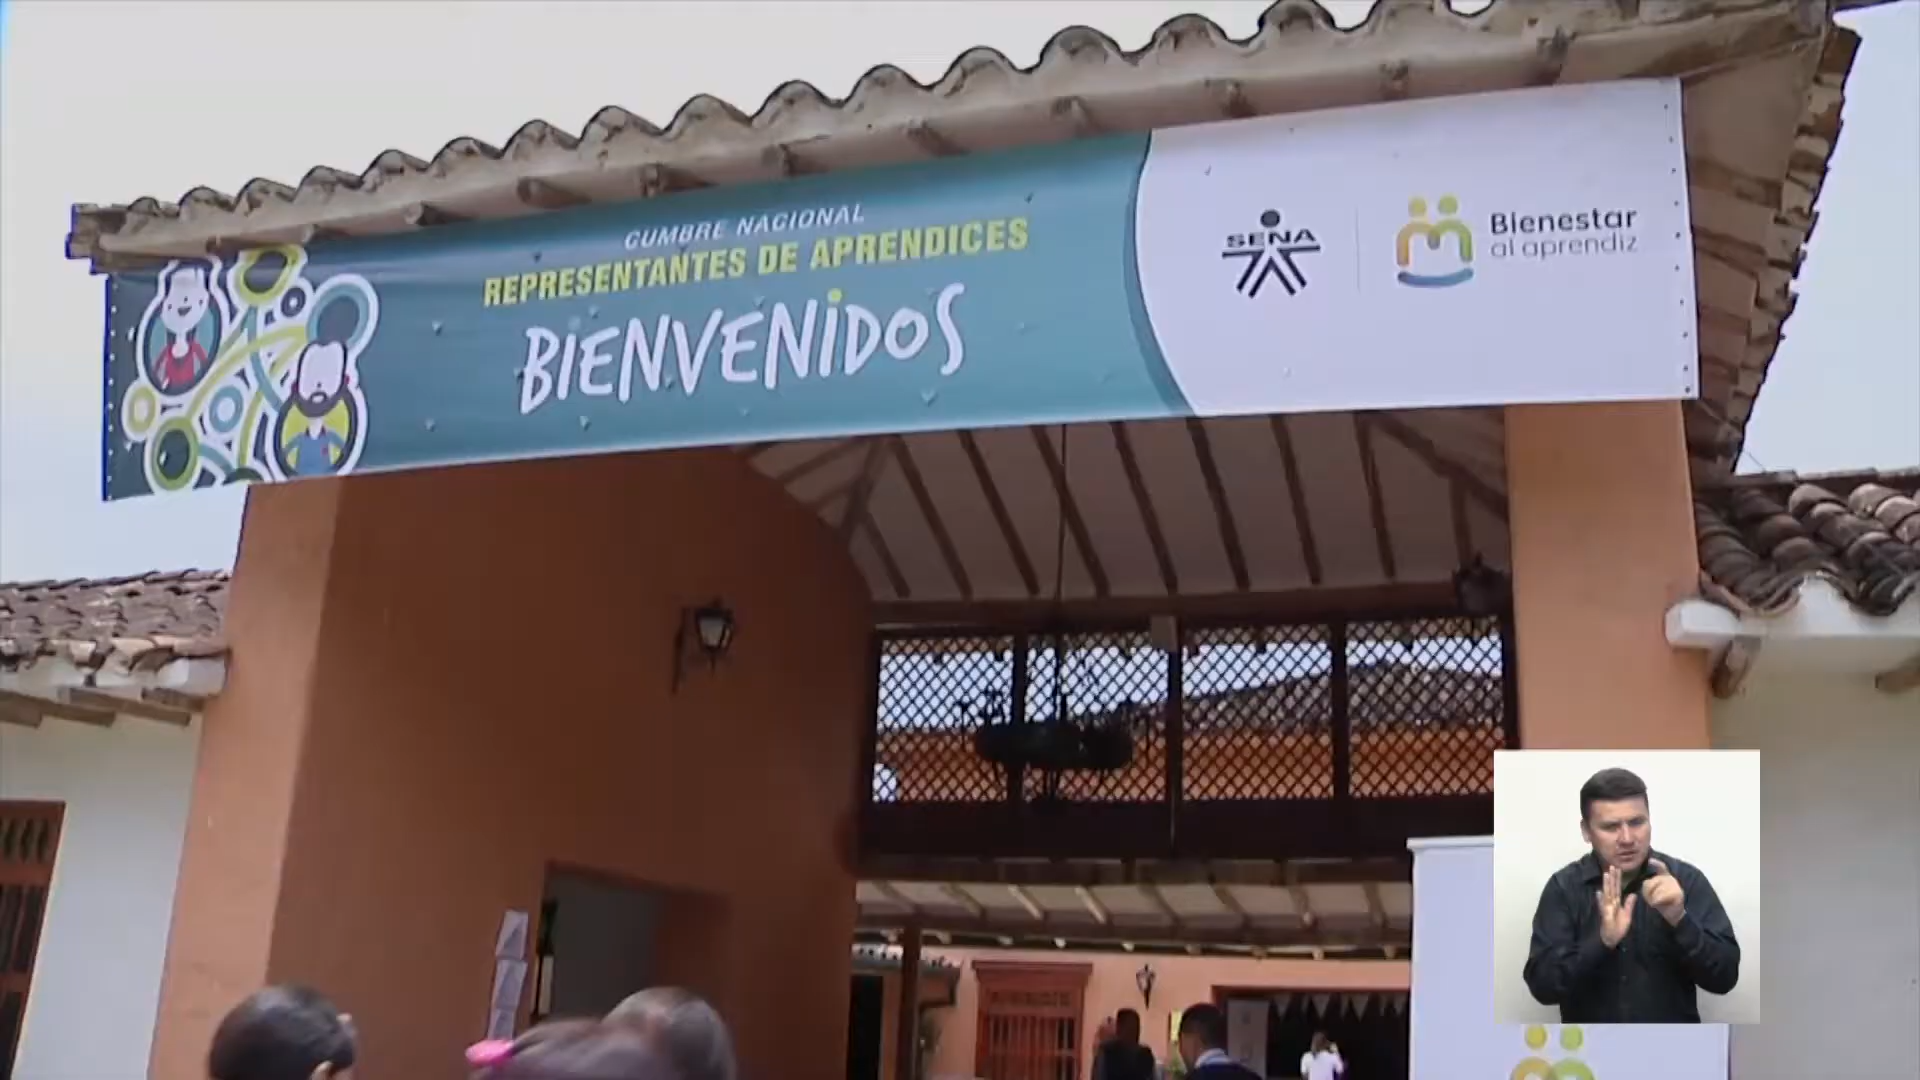 CUMBRE NACIONAL
REPRESENTANTES DE APRENDICES
BIENVENIDOS
SENA
Bienestar
al aprendiz